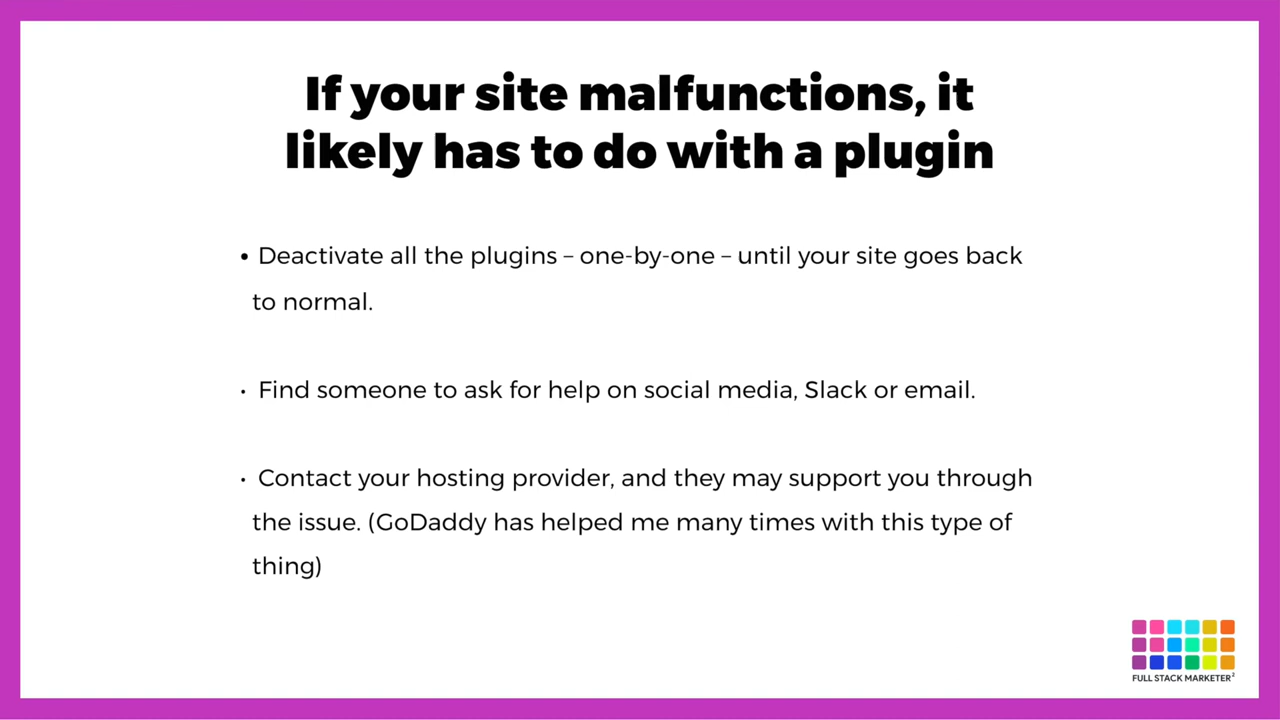 If your site malfunctions, it
likely has to do with a plugin
• Deactivate all the plugins – one-by-one – until your site goes back
to normal.
• Find someone to ask for help on social media, Slack or email.
• Contact your hosting provider, and they may support you through
the issue. (GoDaddy has helped me many times with this type of
thing)
FULL STACK MARKETER²